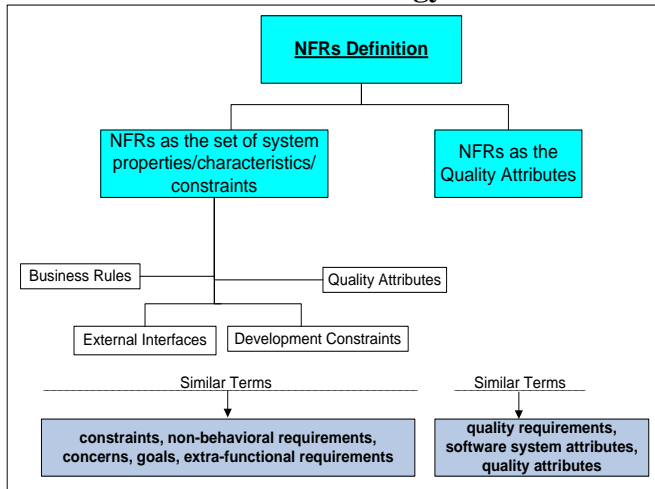 NFRs Definition
NFRs as the set of system
properties/characteristics/
constraints
NFRs as the
Quality Attributes
Business Rules
Quality Attributes
External Interfaces
Development Constraints
Similar Terms
Similar Terms
constraints, non-behavioral requirements,
concerns, goals, extra-functional requirements
quality requirements,
software system attributes,
quality attributes